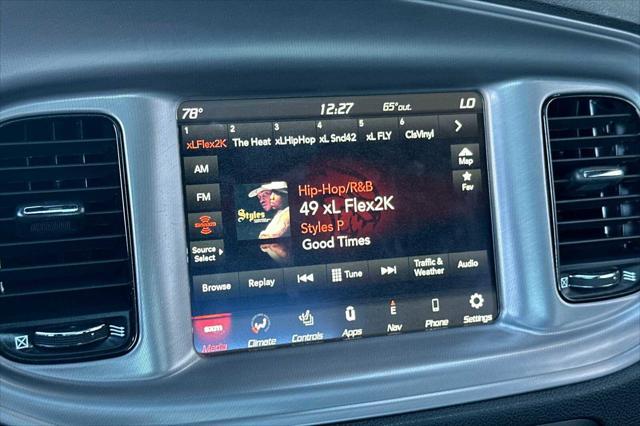 78° 12:27 65°out. LO
1 2 3 4 5 6
xLFlex2K The Heat xLHipHop xL Snd42 xL FLY ClsVinyl
AM
FM
Source
Select
Styles
Hip-Hop/R&B
49 xL Flex2K
Styles P
Good Times
Map
Fav
Browse Replay Tune Traffic & Weather Audio
sxm
Media Climate Controls Apps E Nav Phone Settings